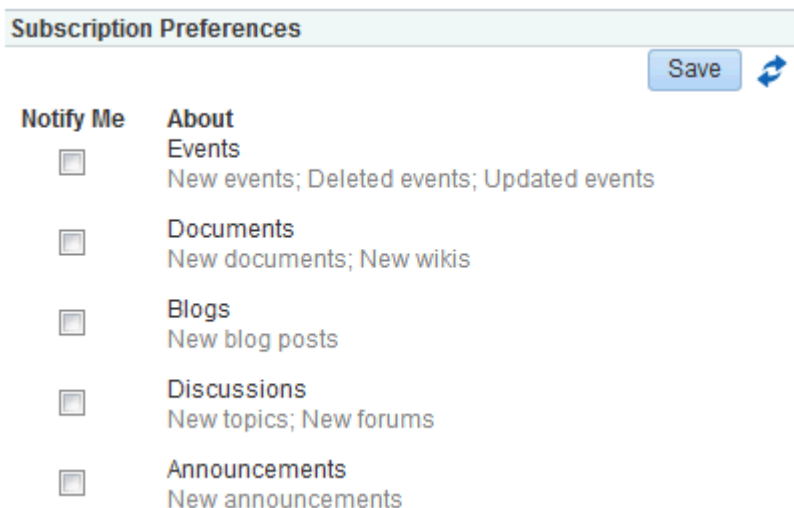 Subscription Preferences
Save
Notify Me About
Events
New events; Deleted events; Updated events
Documents
New documents; New wikis
Blogs
New blog posts
Discussions
New topics; New forums
Announcements
New announcements